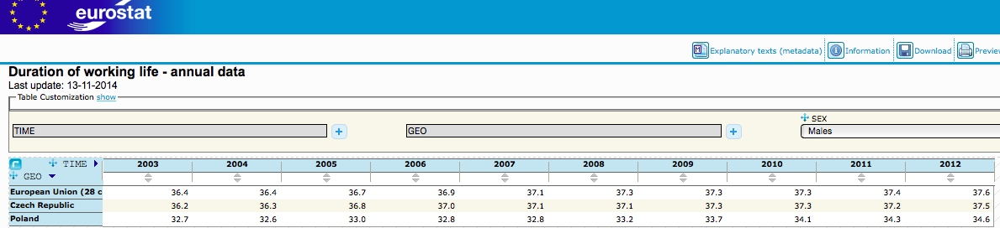 eurostat
Explanatory texts (metadata) Information Download Preview
Duration of working life - annual data
Last update: 13-11-2014
Table Customization show
SEX
TIME + GEO + Males
TIME 2003 2004 2005 2006 2007 2008 2009 2010 2011 2012
GEO
European Union (28 c 36.4 36.4 36.7 36.9 37.1 37.3 37.3 37.3 37.4 37.6
Czech Republic 36.2 36.3 36.8 37.0 37.1 37.1 37.3 37.3 37.2 37.5
Poland 32.7 32.6 33.0 32.8 32.8 33.2 33.7 34.1 34.3 34.6